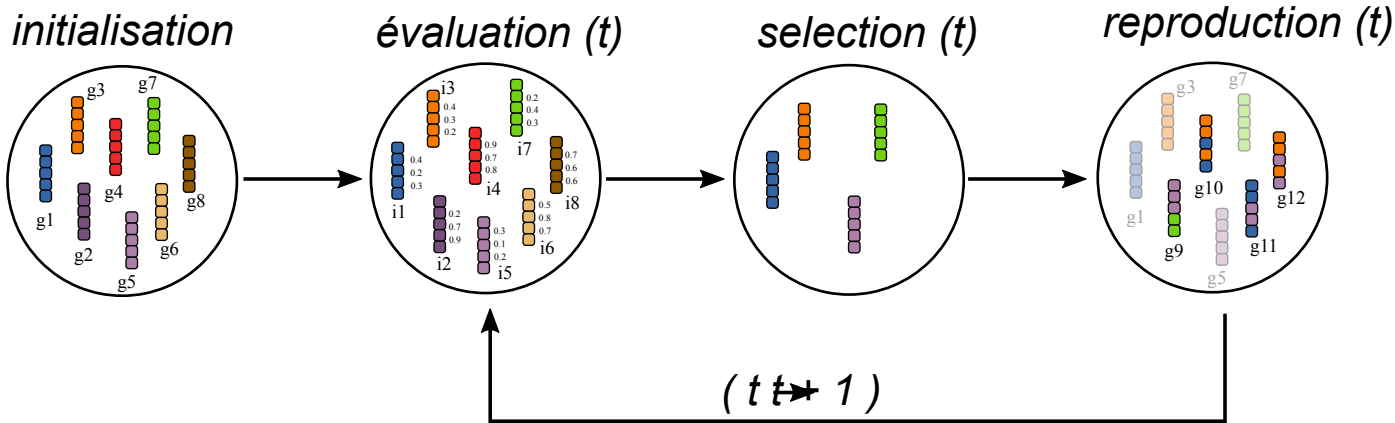 initialisation
évaluation (t)
selection (t)
reproduction (t)
g3
g7
g4
g1
g8
g2
g6
g5
i3
0.4
0.3
0.2
0.2
0.4
0.3
i7
0.4
0.2
0.3
i1
0.9
0.7
0.8
i4
0.7
0.6
0.6
i8
0.2
0.7
0.9
i2
0.3
0.1
0.2
i5
0.5
0.8
0.7
i6
g3
g7
g1
g10
g12
g9
g11
g5
( t t + 1 )